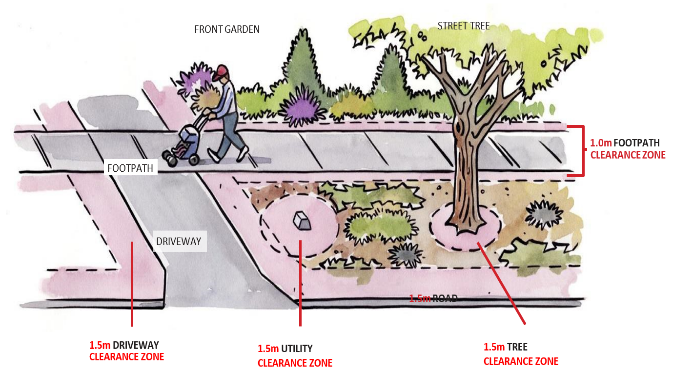 FRONT GARDEN
STREET TREE
1.0m FOOTPATH
CLEARANCE ZONE
FOOTPATH
DRIVEWAY
1.5m ROAD
1.5m DRIVEWAY
CLEARANCE ZONE
1.5m UTILITY
CLEARANCE ZONE
1.5m TREE
CLEARANCE ZONE